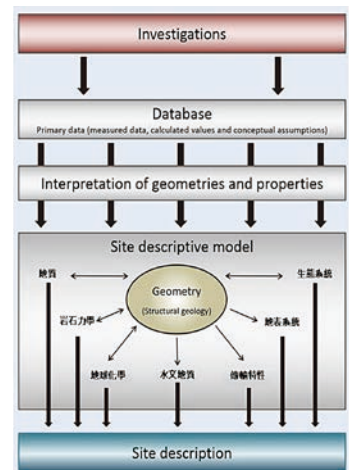 Investigations
Database
Primary data (measured data, calculated values and conceptual assumptions)
Interpretation of geometries and properties
Site descriptive model
地質
生態系統
Geometry
(Structural geology)
岩石力學
地表系統
地球化學
水文地質
傳輸特性
Site description